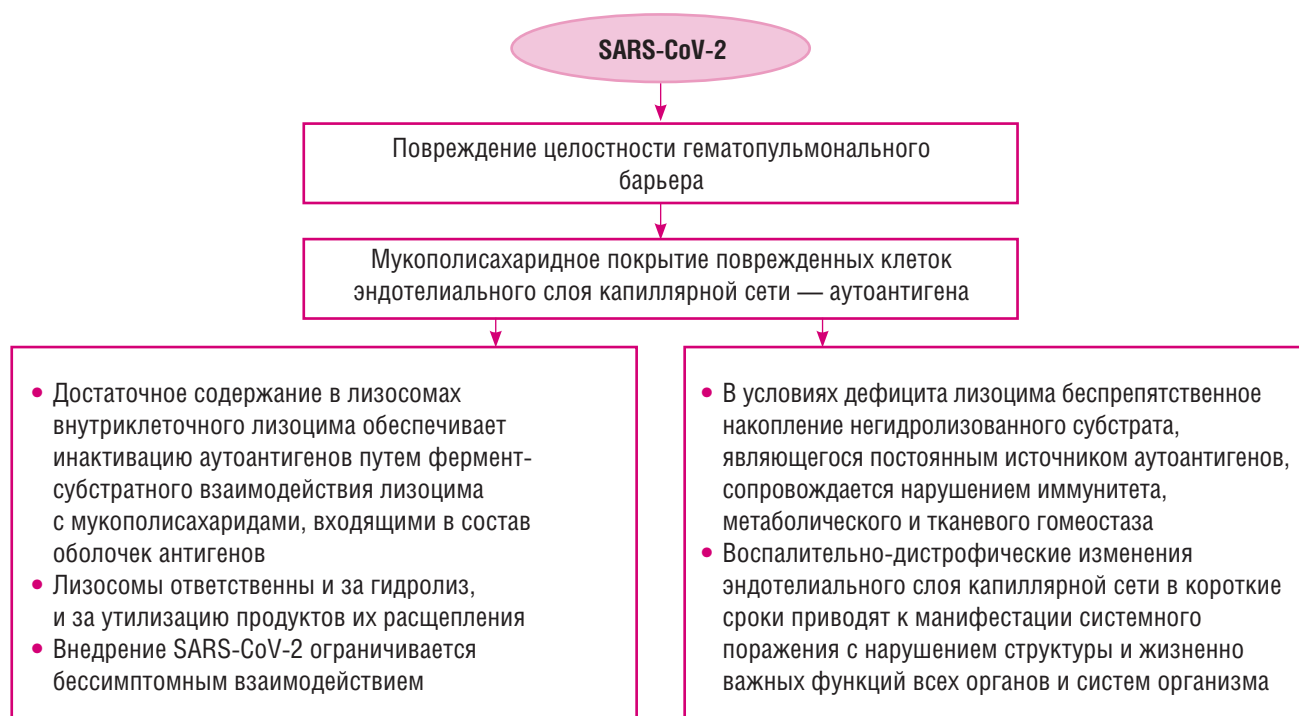 SARS-CoV-2
Повреждение целостности гематопульмонального
барьера
Мукополисахаридное покрытие поврежденных клеток
эндотелиального слоя капиллярной сети — аутоантигена
• Достаточное содержание в лизосомах
внутриклеточного лизоцима обеспечивает
инактивацию аутоантигенов путем фермент-
субстратного взаимодействия лизоцима
с мукополисахаридами, входящими в состав
оболочек антигенов
• Лизосомы ответственны и за гидролиз,
и за утилизацию продуктов их расщепления
• Внедрение SARS-CoV-2 ограничивается
бессимптомным взаимодействием
• В условиях дефицита лизоцима беспрепятственное
накопление негидролизованного субстрата,
являющегося постоянным источником аутоантигенов,
сопровождается нарушением иммунитета,
метаболического и тканевого гомеостаза
• Воспалительно-дистрофические изменения
эндотелиального слоя капиллярной сети в короткие
сроки приводят к манифестации системного
поражения с нарушением структуры и жизненно
важных функций всех органов и систем организма